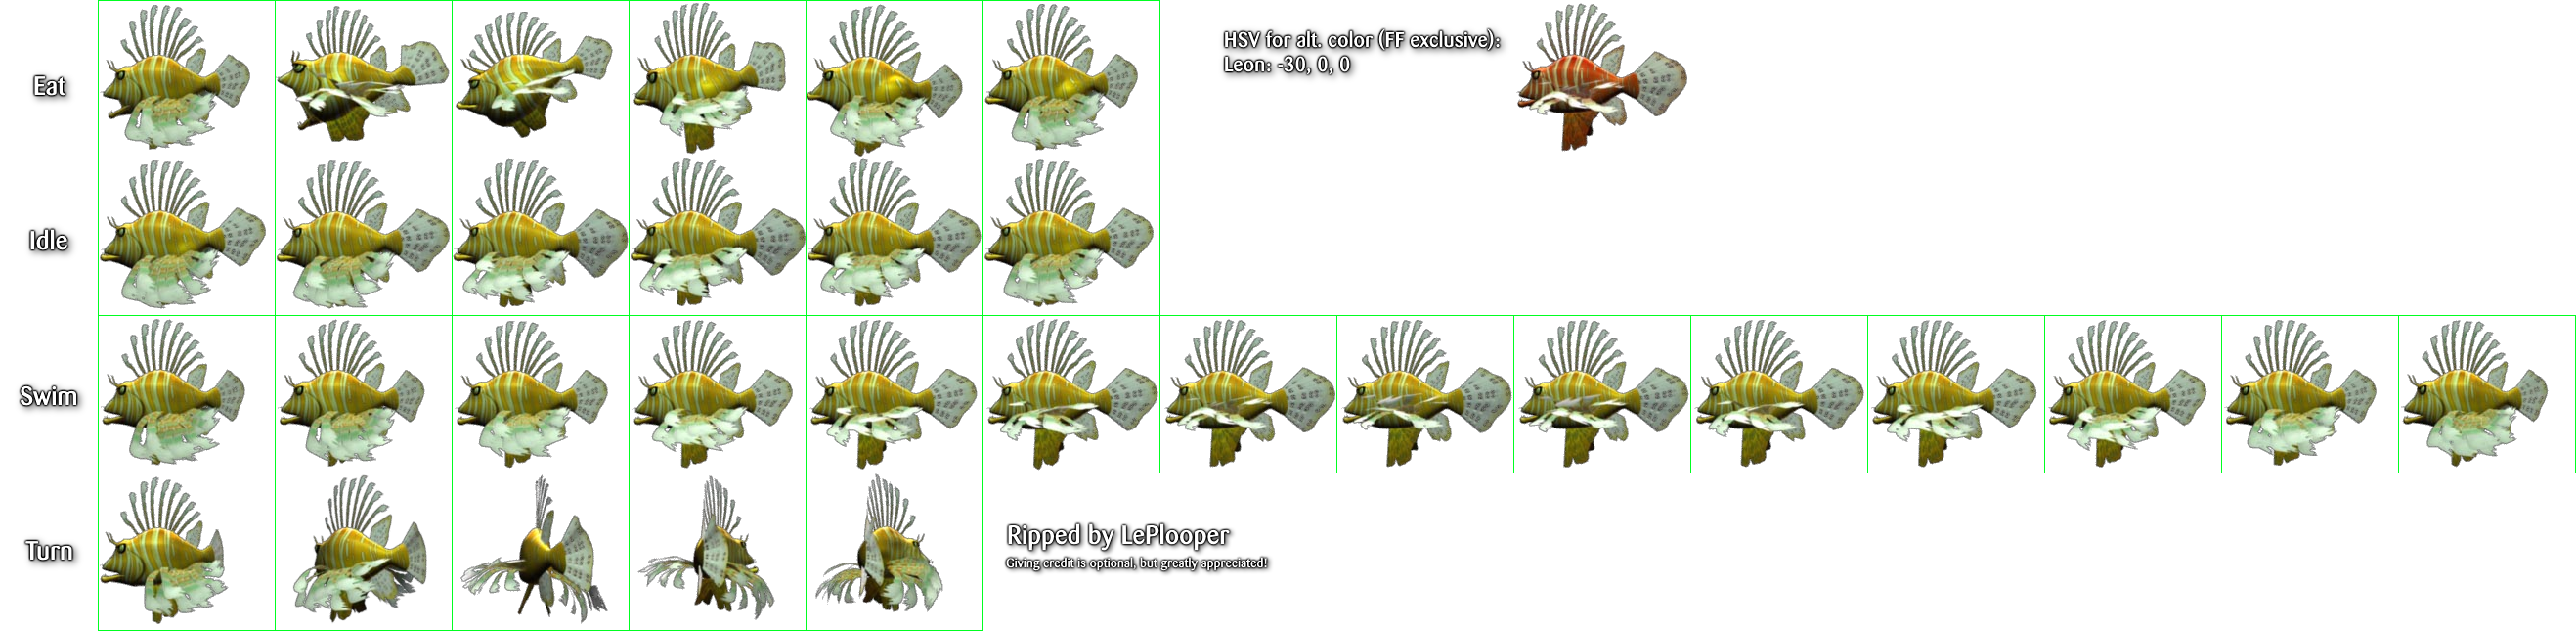 Eat
HSV for alt. color (FF exclusive):
Leon: -30, 0, 0
Idle
Swim
Turn
Ripped by LePlooper
Giving credit is optional, but greatly appreciated!